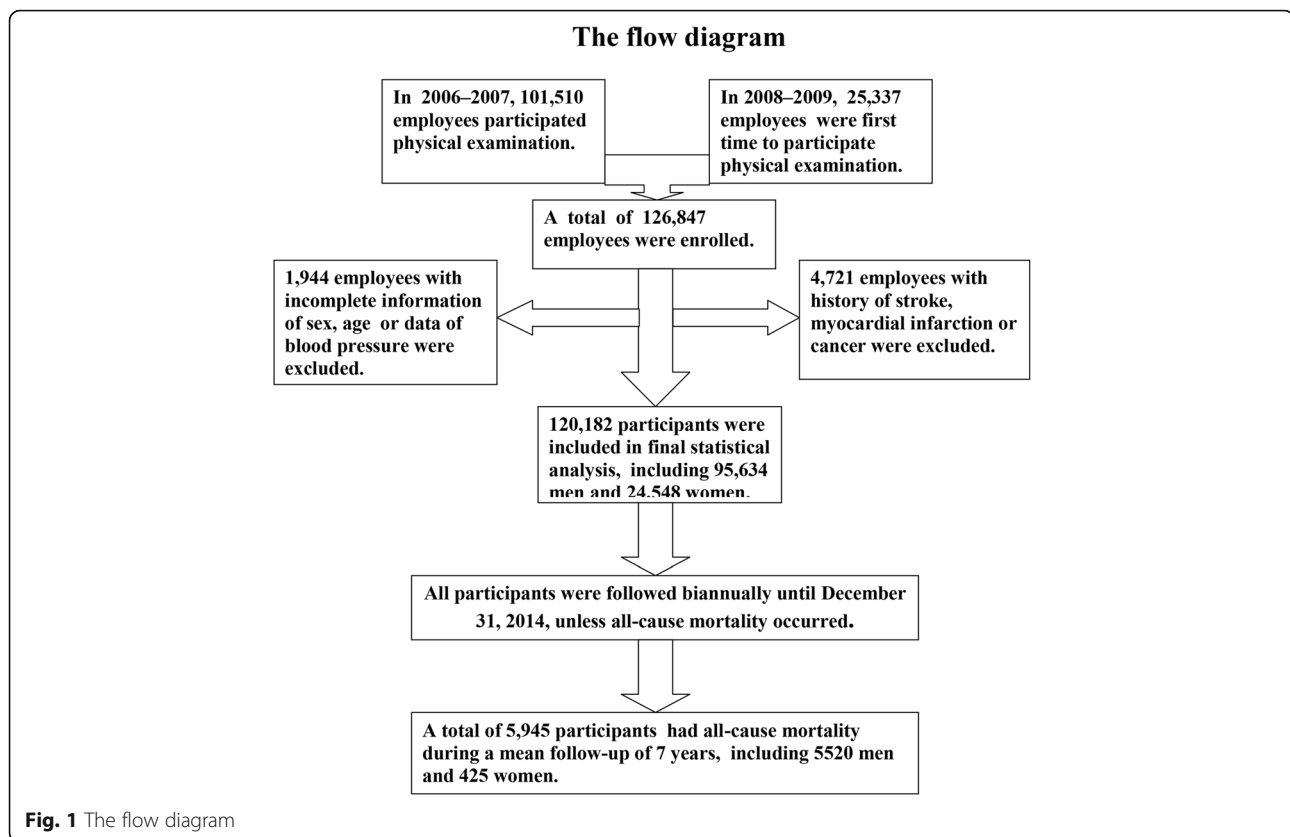 The flow diagram
In 2006–2007, 101,510
employees participated
physical examination.
In 2008–2009, 25,337
employees were first
time to participate
physical examination.
A total of 126,847
employees were enrolled.
1,944 employees with
incomplete information
of sex, age or data of
blood pressure were
excluded.
4,721 employees with
history of stroke,
myocardial infarction or
cancer were excluded.
120,182 participants were
included in final statistical
analysis, including 95,634
men and 24,548 women.
All participants were followed biannually until December
31, 2014, unless all-cause mortality occurred.
A total of 5,945 participants had all-cause mortality
during a mean follow-up of 7 years, including 5520 men
and 425 women.
Fig. 1 The flow diagram